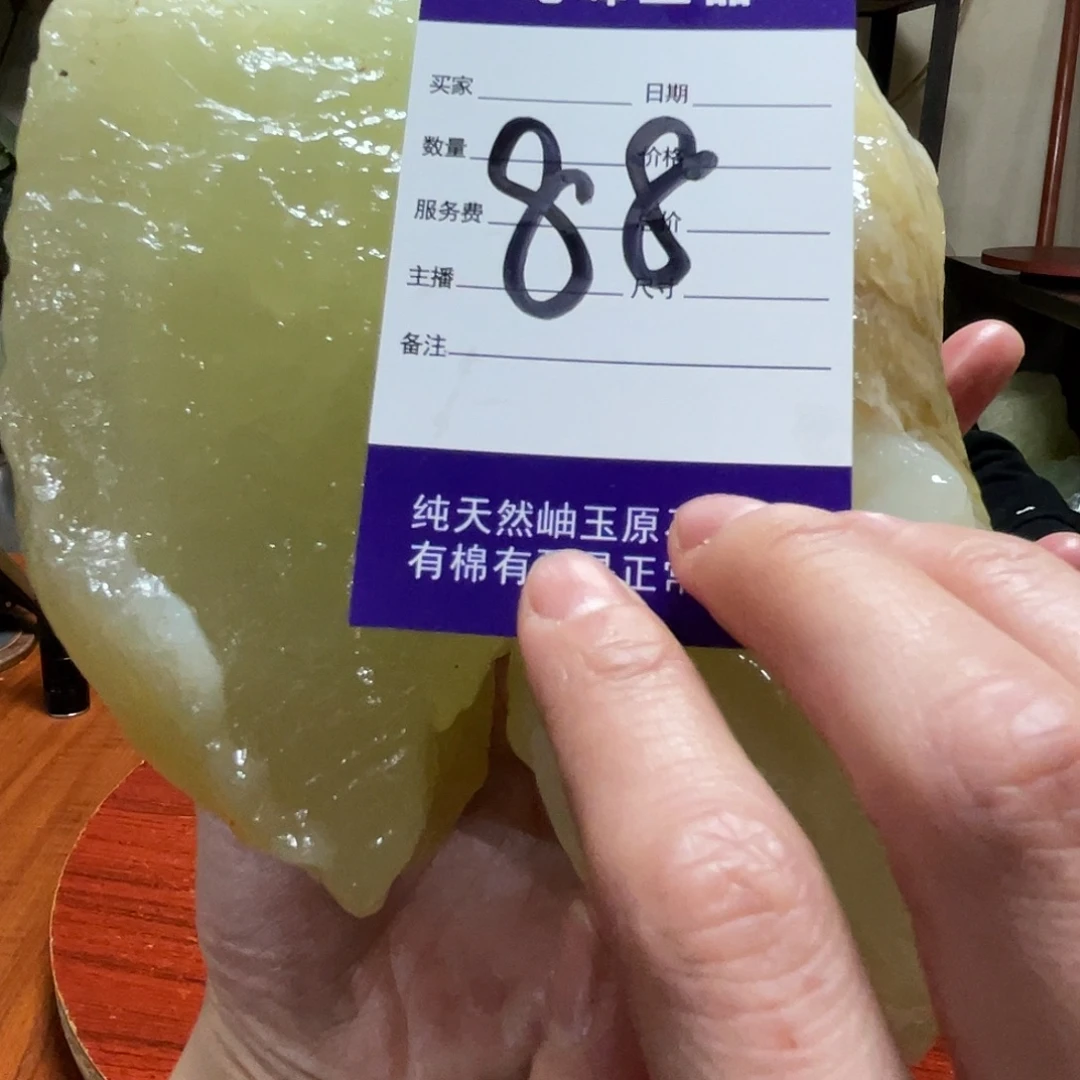 买家 日期
数量 价格
服务费 价
主播 尺寸
备注
88
纯天然岫玉原
有棉有 正常